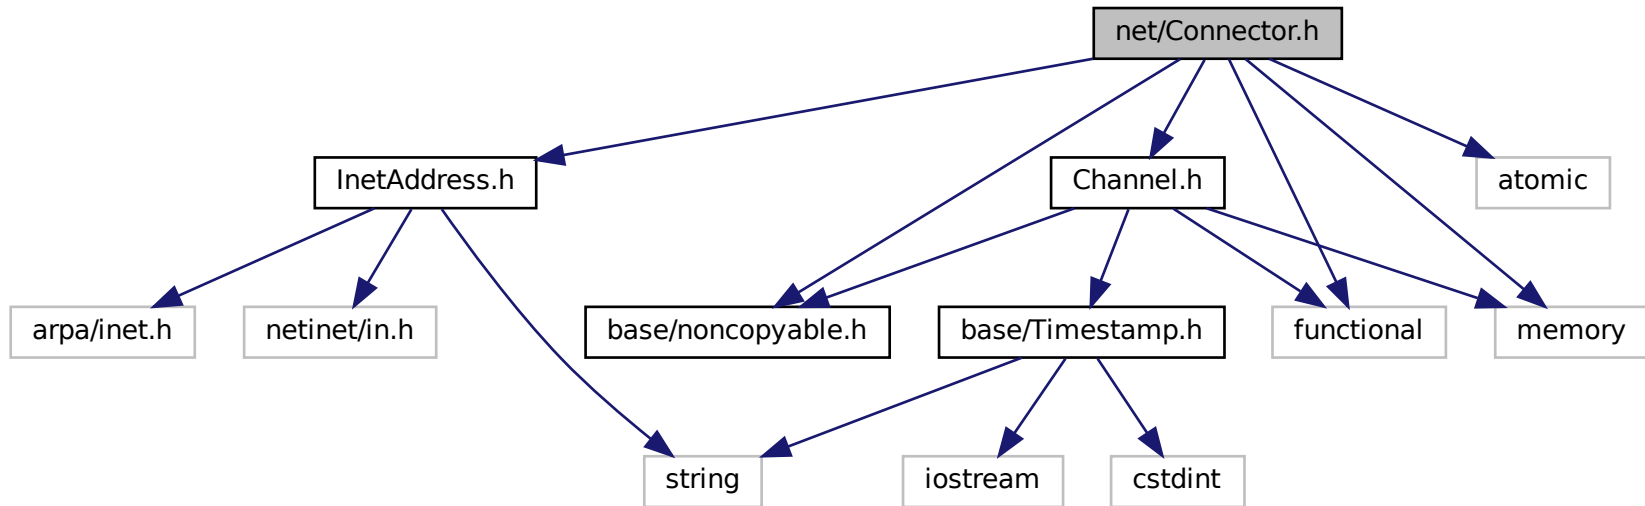 net/Connector.h
InetAddress.h
Channel.h
atomic
arpa/inet.h
netinet/in.h
base/noncopyable.h
base/Timestamp.h
functional
memory
string
iostream
cstdint